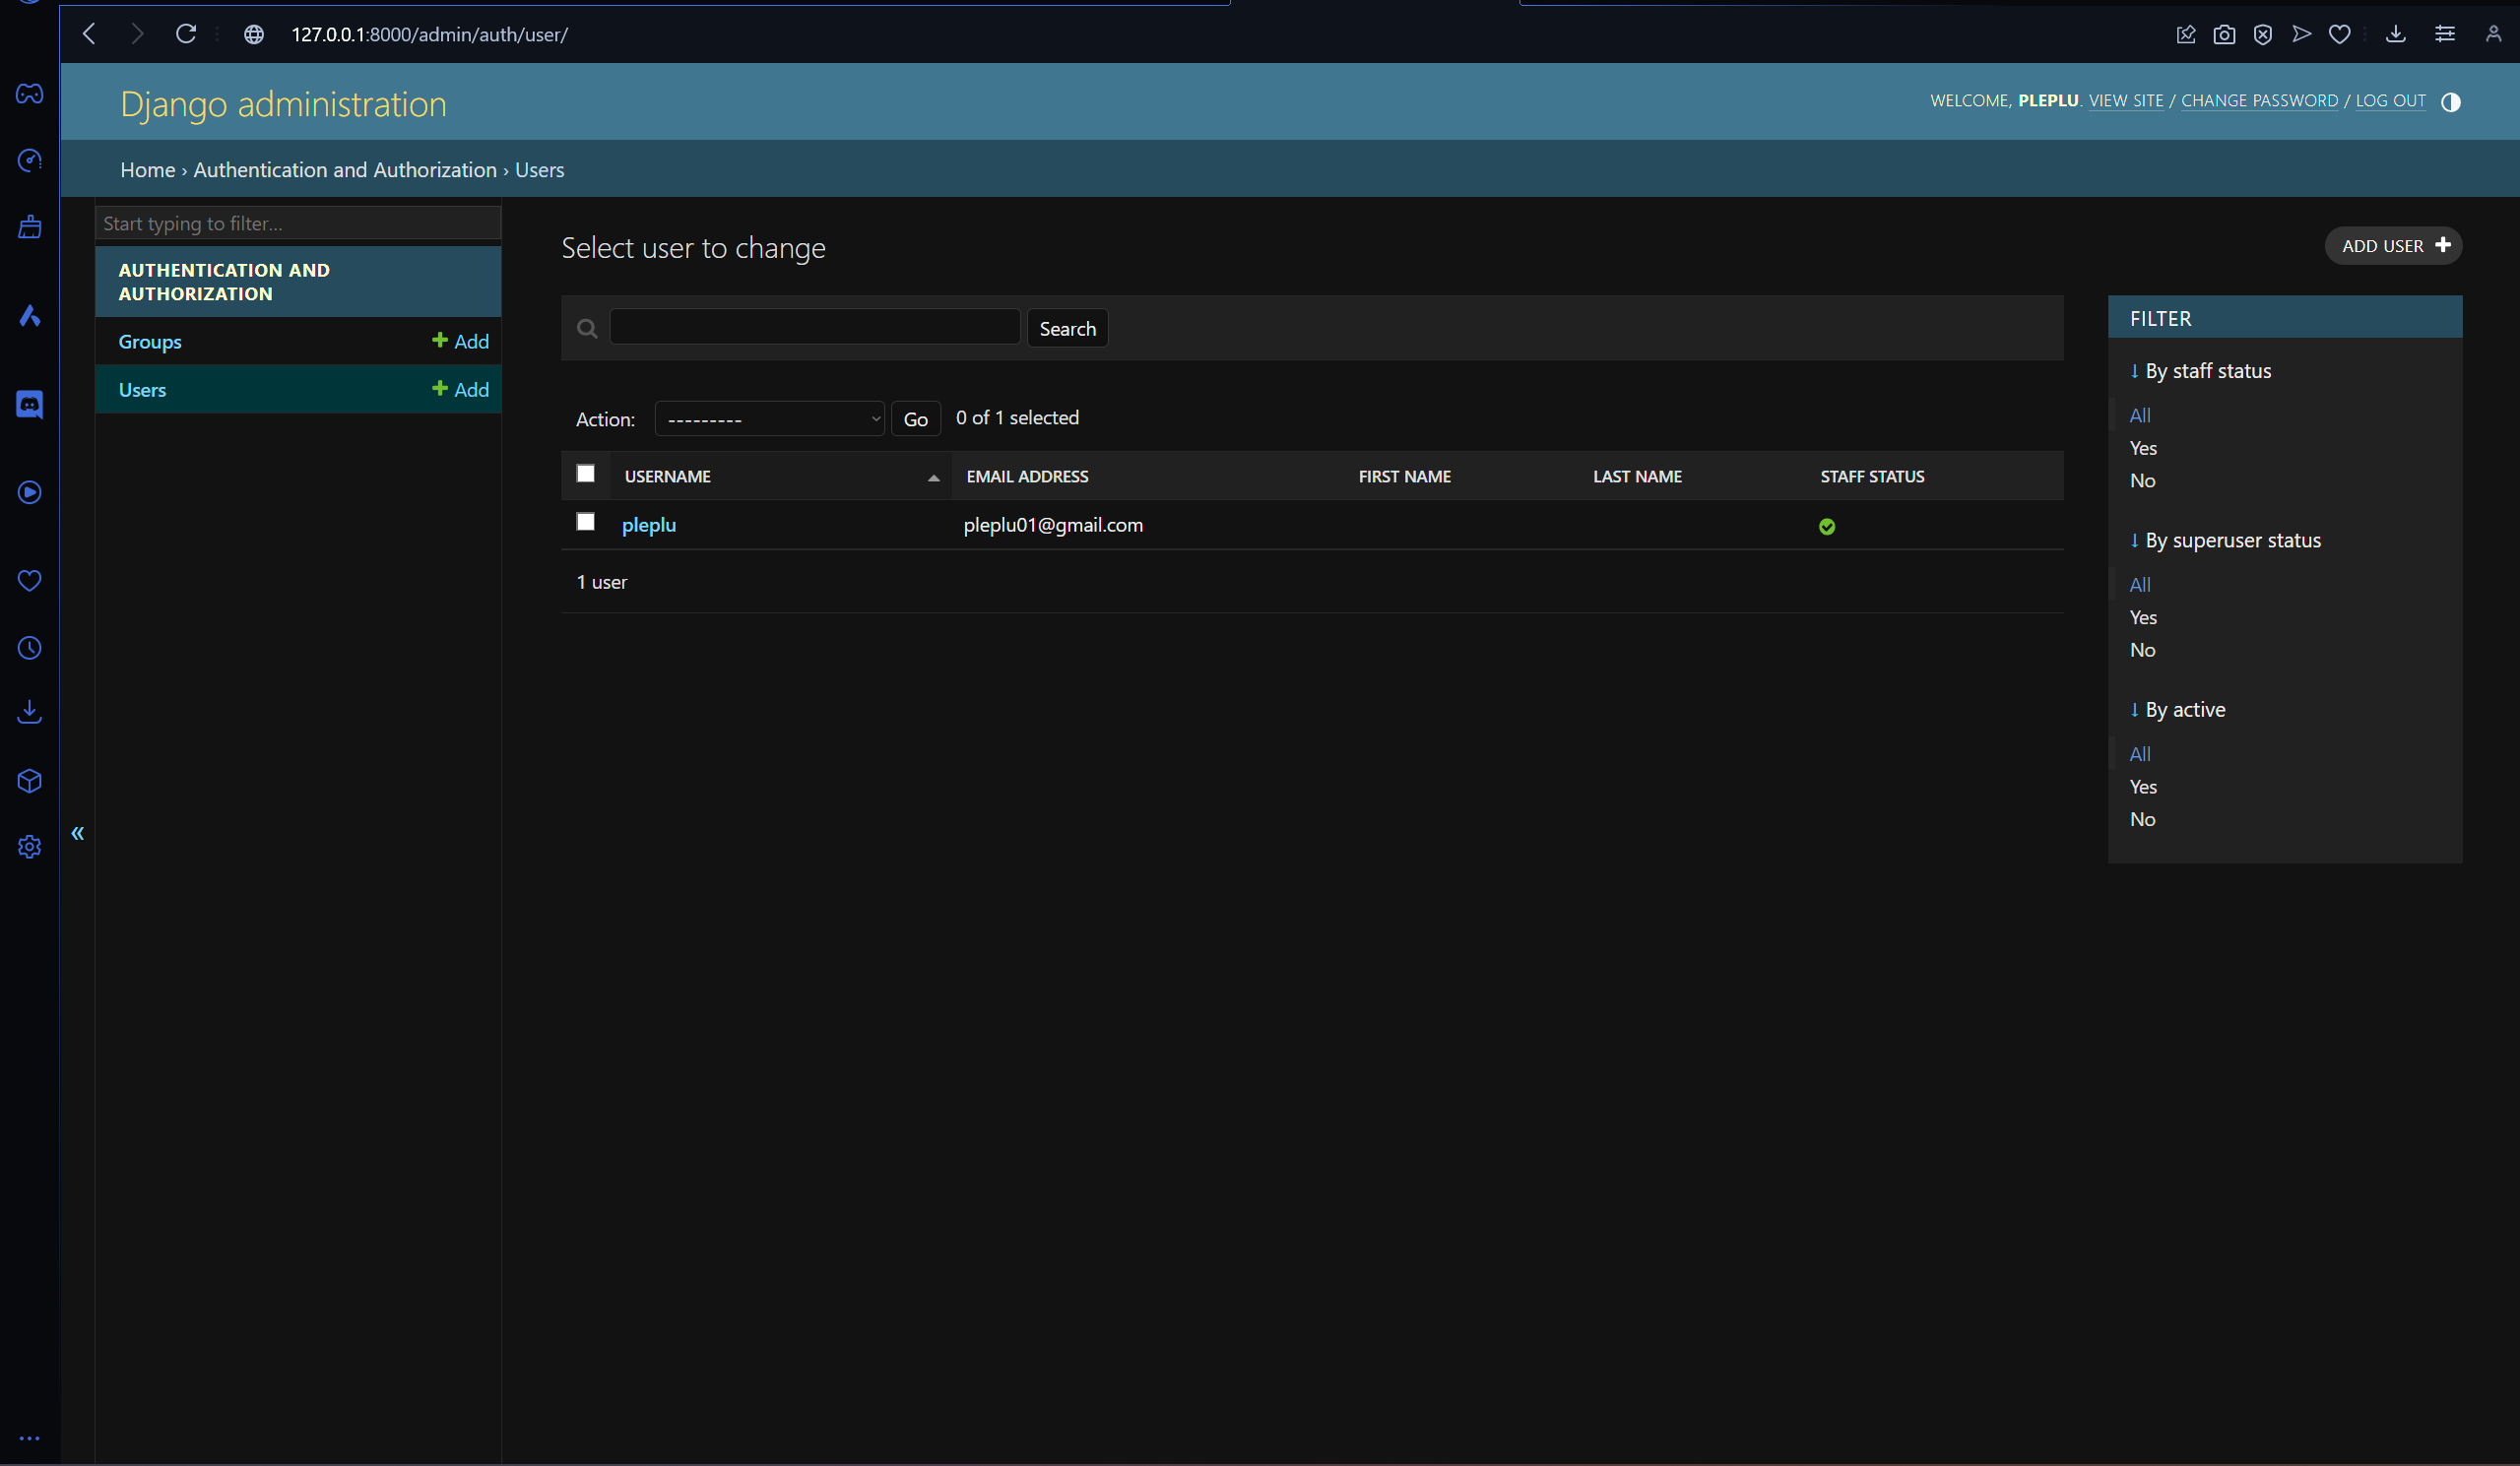 127.0.0.1:8000/admin/auth/user/
Django administration
WELCOME, PLEPLU. VIEW SITE / CHANGE PASSWORD / LOG OUT
Home › Authentication and Authorization › Users
Start typing to filter...
AUTHENTICATION AND
AUTHORIZATION
Groups + Add
Users + Add
«
Select user to change
ADD USER +
Search
Action: --------- Go 0 of 1 selected
USERNAME EMAIL ADDRESS FIRST NAME LAST NAME STAFF STATUS
pleplu pleplu01@gmail.com
1 user
FILTER
↓ By staff status
All
Yes
No
↓ By superuser status
All
Yes
No
↓ By active
All
Yes
No